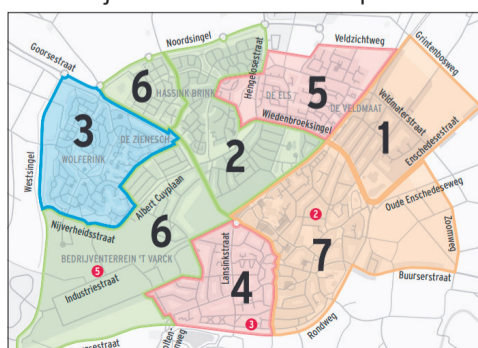 Noordsingel
Veldzichtweg
Goorsestraat
Grintenbosweg
Hengelosestraat
6
HASSINK BRINK
DE ELS
5
DE VELDMAAT
Veldmaterstraat
3
Wiedenbroeksingel
1
Enschedesestraat
DE ZIENESCH
WOLFERINK
2
Westsingel
Albert Cuyplaan
Oude Enschedeseweg
2
Nijverheidsstraat
6
Zoomweg
BEDRIJVENTERREIN 'T VARCK
Lansinkstraat
7
5
Industriestraat
4
Buurserstraat
3
Rondweg